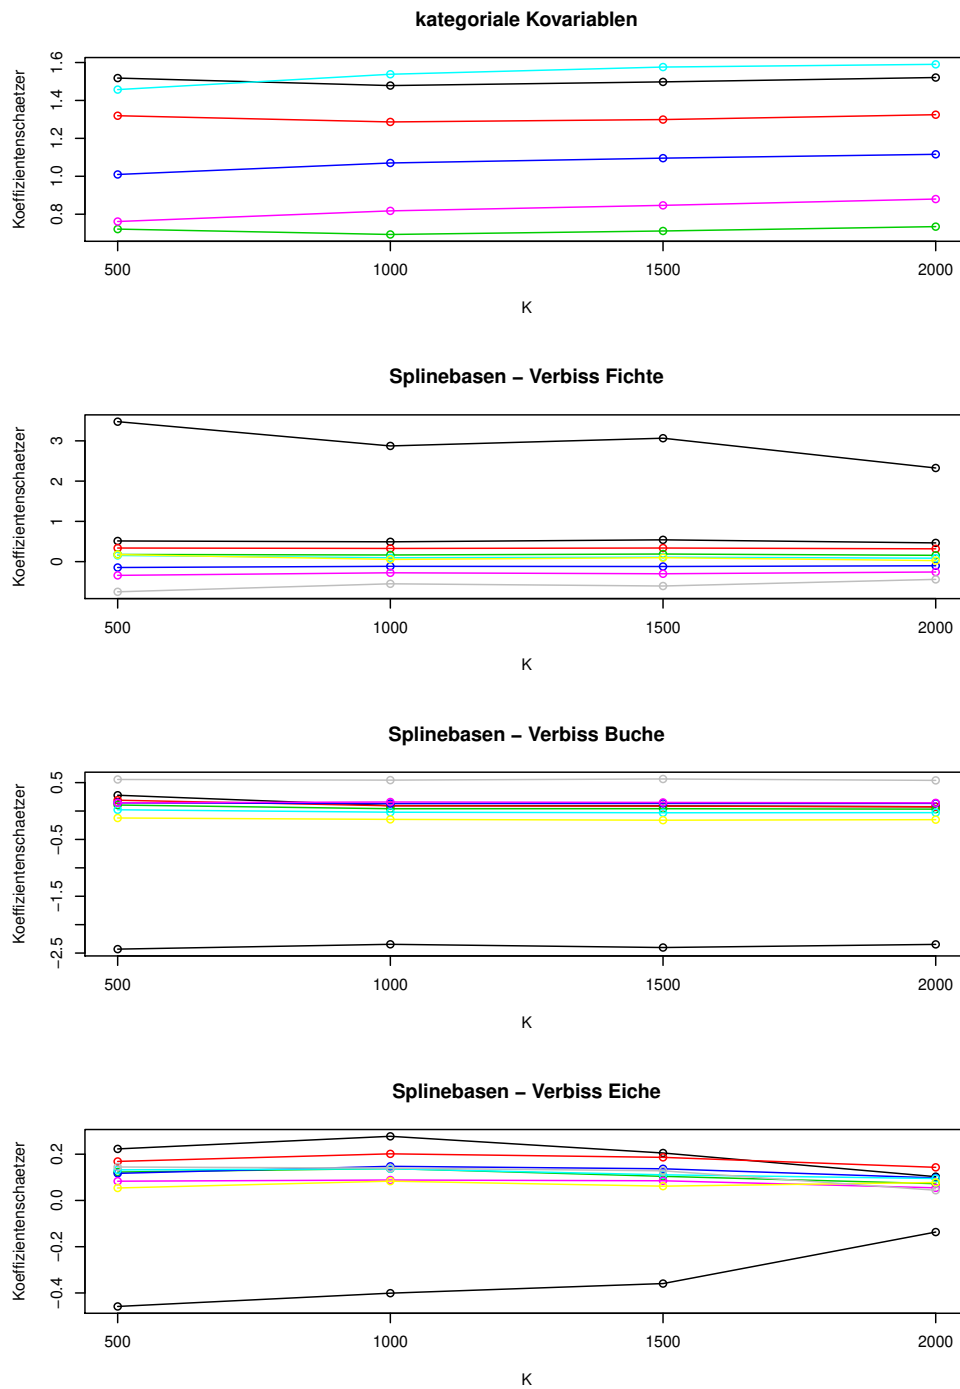 kategoriale Kovariablen
Koeffizientenschaetzer
1.6
1.4
1.2
1.0
0.8
500 1000 1500 2000
K
Splinebasen − Verbiss Fichte
Koeffizientenschaetzer
3
2
1
0
500 1000 1500 2000
K
Splinebasen − Verbiss Buche
Koeffizientenschaetzer
0.5
−0.5
−1.5
−2.5
500 1000 1500 2000
K
Splinebasen − Verbiss Eiche
Koeffizientenschaetzer
0.2
0.0
−0.2
−0.4
500 1000 1500 2000
K